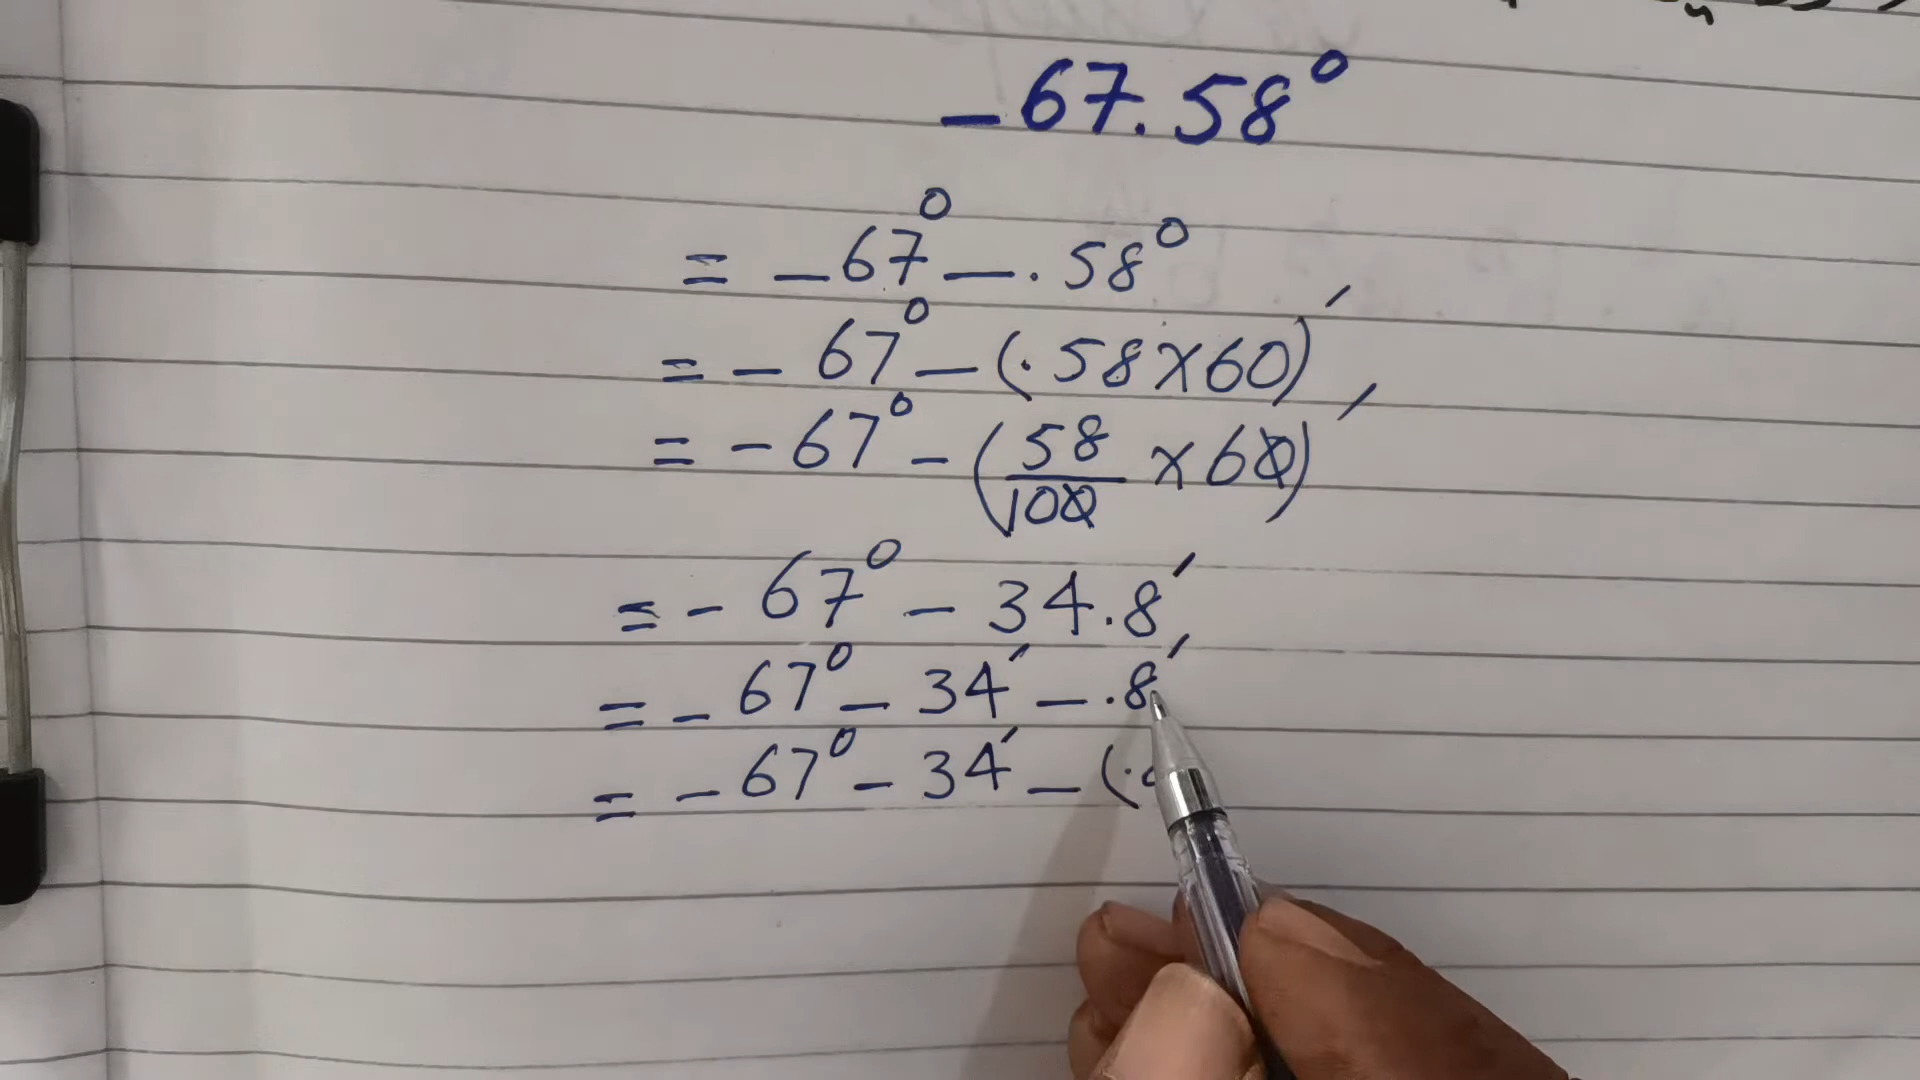 -67.58°
= -67° - .58°
= -67° - (.58×60)′
= -67° - (58/100 ×60)′
= -67° - 34.8′
= -67° - 34′ - .8′
= -67° - 34′ - (.